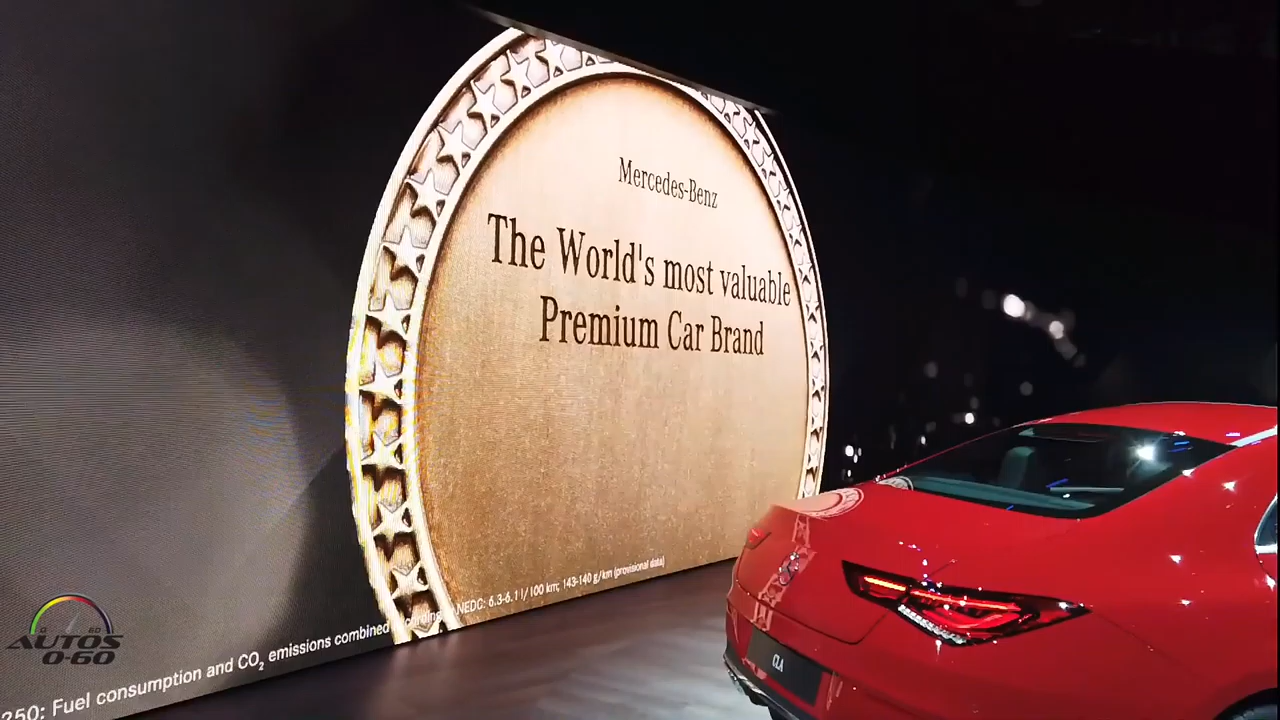 Mercedes-Benz
The World's most valuable
Premium Car Brand
250: Fuel consumption and CO₂ emissions combined according NEDC: 6.3-6.1 l/100 km; 143-140 g/km (provisional data)
CLA
AUTOS
0-60